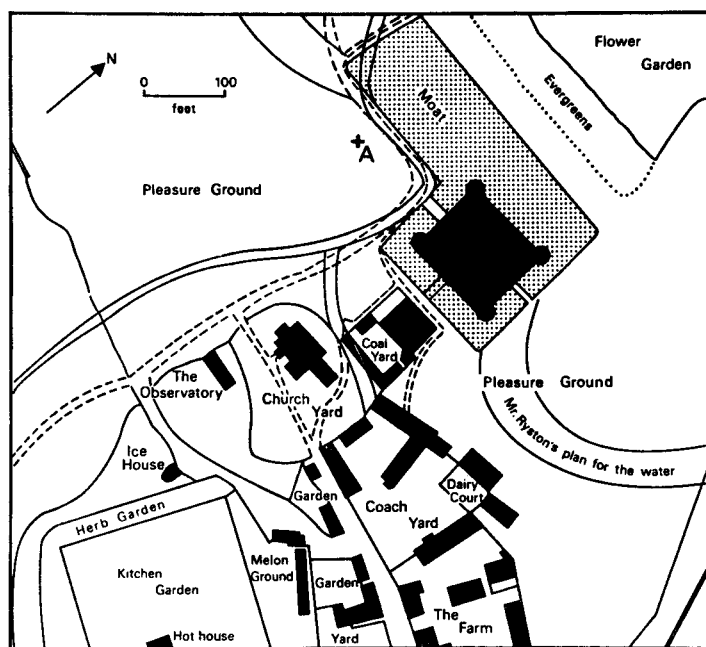 N
0 100
feet
Flower
Garden
Evergreens
Moat
A
Pleasure Ground
Coal
Yard
The
Observatory
Church
Yard
Pleasure Ground
Mr. Ryston's plan for the water
Ice
House
Garden
Coach
Yard
Dairy
Court
Herb Garden
Kitchen
Garden
Melon
Ground
Garden
The
Farm
Hot house
Yard